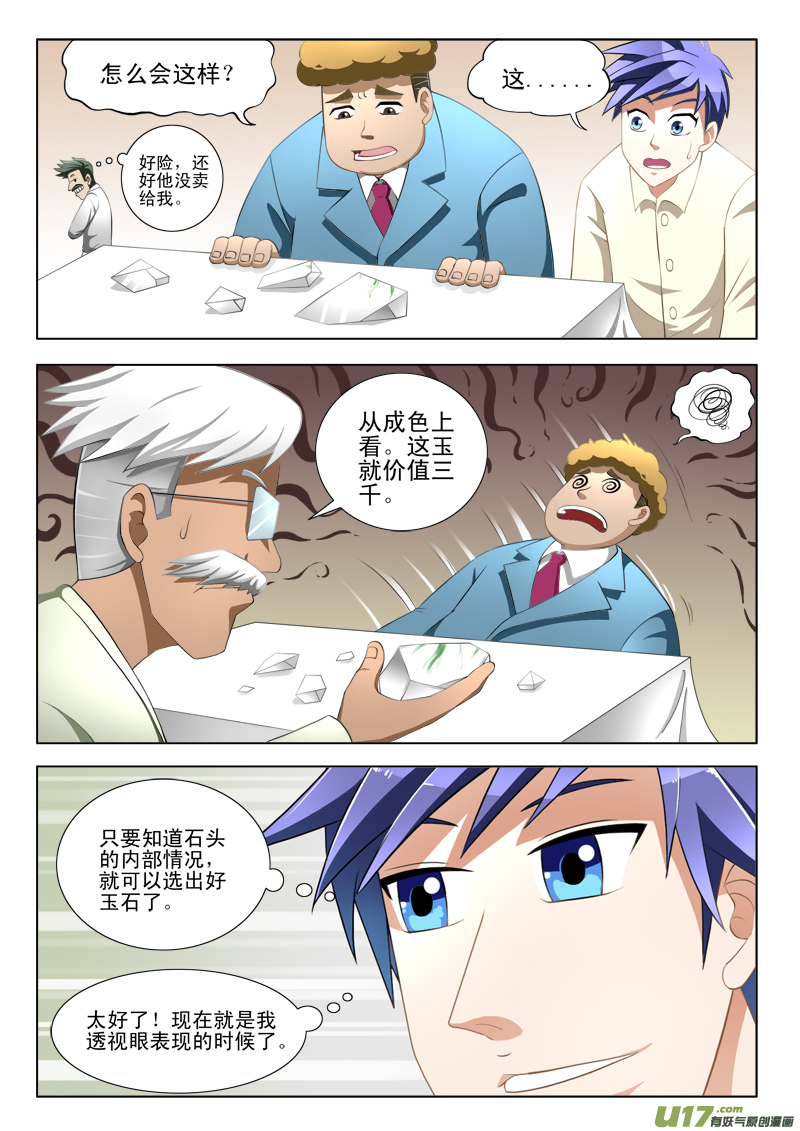 怎么会这样？
这......
好险，还
好他没卖
给我。
从成色上
看。这玉
就价值三
千。
只要知道石头
的内部情况，
就可以选出好
玉石了。
太好了！现在就是我
透视眼表现的时候了。
U17.com
有妖气原创漫画